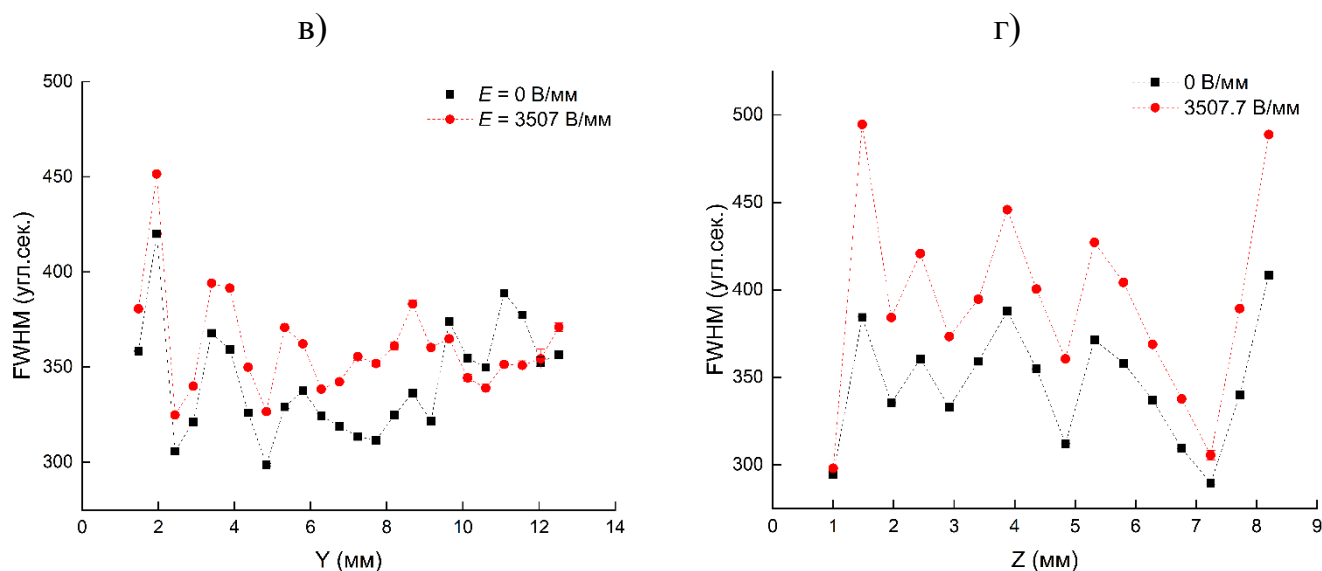 в)
500
450
400
350
300
FWHM (угл.сек.)
E = 0 В/мм
E = 3507 В/мм
0 2 4 6 8 10 12 14
Y (мм)
г)
500
450
400
350
300
FWHM (угл.сек.)
0 В/мм
3507.7 В/мм
0 1 2 3 4 5 6 7 8 9
Z (мм)